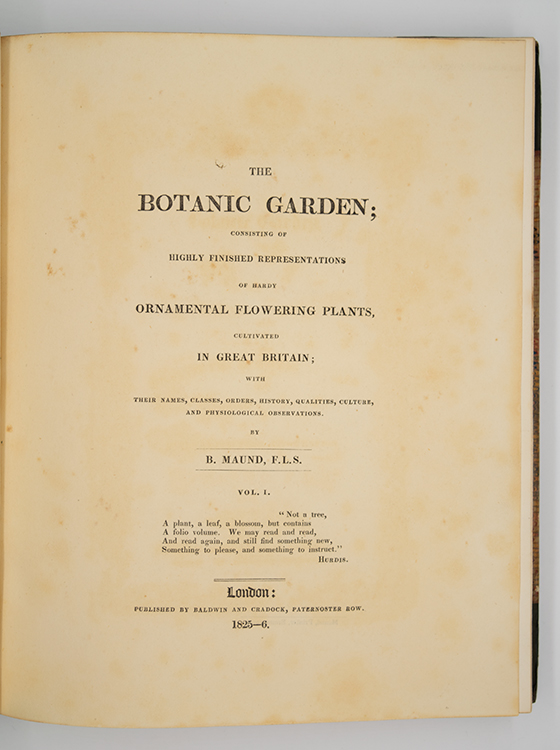 THE
BOTANIC GARDEN;
CONSISTING OF
HIGHLY FINISHED REPRESENTATIONS
OF HARDY
ORNAMENTAL FLOWERING PLANTS,
CULTIVATED
IN GREAT BRITAIN;
WITH
THEIR NAMES, CLASSES, ORDERS, HISTORY, QUALITIES, CULTURE,
AND PHYSIOLOGICAL OBSERVATIONS.
BY
B. MAUND, F.L.S.
VOL. I.
"Not a tree,
A plant, a leaf, a blossom, but contains
A folio volume. We may read and read,
And read again, and still find something new,
Something to please, and something to instruct."
HURDIS.
London:
PUBLISHED BY BALDWIN AND CRADOCK, PATERNOSTER ROW.
1825—6.